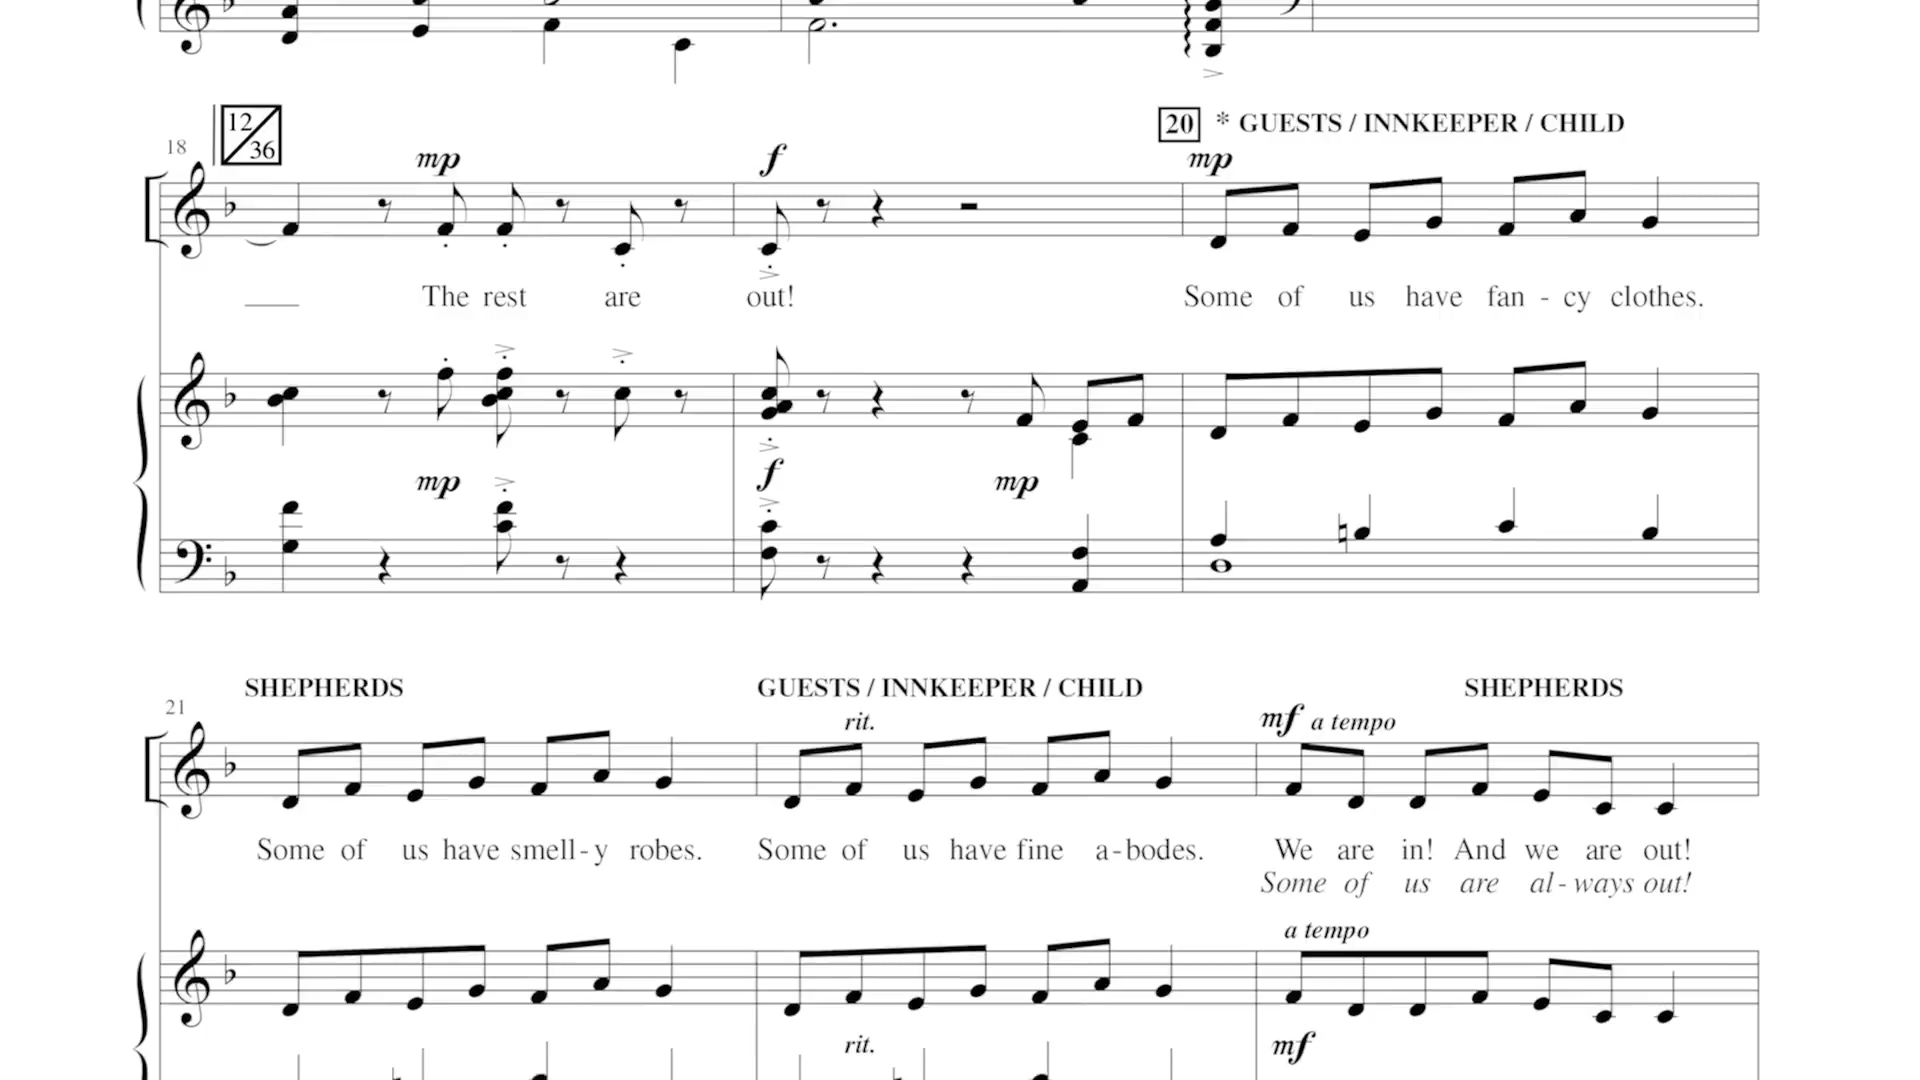 12
36
20 * GUESTS / INNKEEPER / CHILD
18 mp f mp
The rest are out! Some of us have fan - cy clothes.
mp f mp
SHEPHERDS GUESTS / INNKEEPER / CHILD SHEPHERDS
21 rit. mf a tempo
Some of us have smell - y robes. Some of us have fine a - bodes. We are in! And we are out!
Some of us are al - ways out!
a tempo
rit. mf